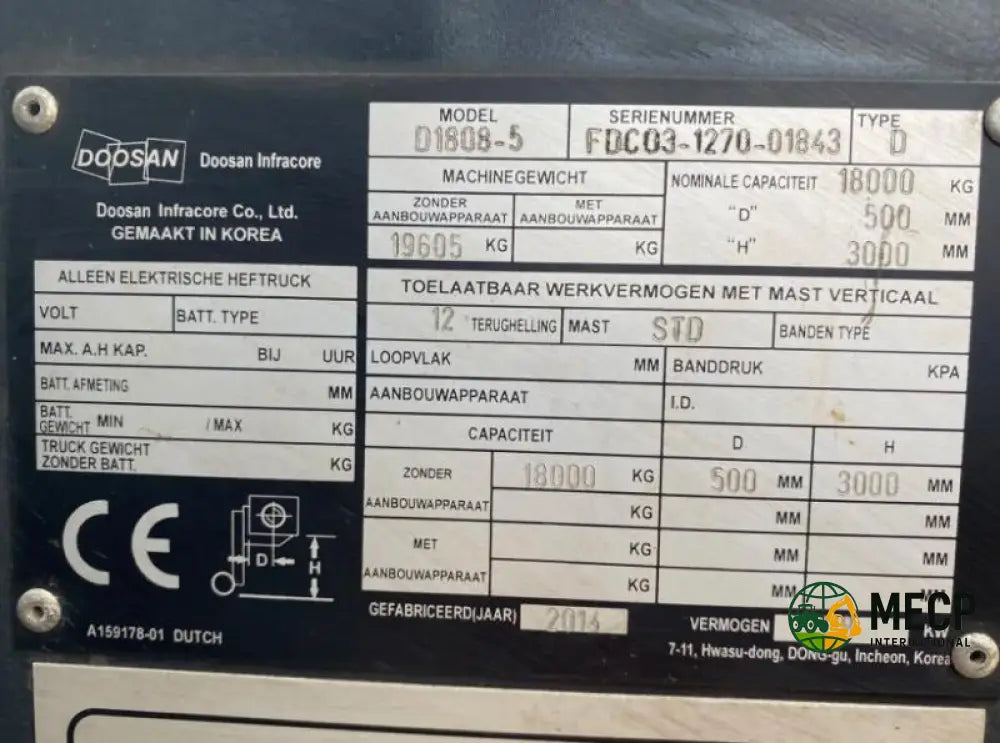 DOOSAN Doosan Infracore
Doosan Infracore Co., Ltd.
GEMAAKT IN KOREA
MODEL D1808-5
SERIENUMMER FDC03-1270-01843
TYPE D
MACHINEGEWICHT
ZONDER AANBOUWAPPARAAT
19605 KG
MET AANBOUWAPPARAAT
KG
NOMINALE CAPACITEIT 18000 KG
"D" 500 MM
"H" 3000 MM
ALLEEN ELEKTRISCHE HEFTRUCK
VOLT BATT. TYPE
MAX. A.H KAP. BIJ UUR
BATT. AFMETING MM
BATT. GEWICHT MIN / MAX KG
TRUCK GEWICHT ZONDER BATT. KG
TOELAATBAAR WERKVERMOGEN MET MAST VERTICAAL
12 TERUGHELLING MAST STD BANDEN TYPE
LOOPVLAK MM BANDDRUK KPA
AANBOUWAPPARAAT I.D.
CAPACITEIT D H
ZONDER 18000 KG 500 MM 3000 MM
AANBOUWAPPARAAT KG MM MM
MET KG MM MM
AANBOUWAPPARAAT KG MM MM
GEFABRICEERD(JAAR) 2014 VERMOGEN KW
CE
D
H
A159178-01 DUTCH
7-11, Hwasu-dong, DONG-gu, Incheon, Korea
MECP
INTERNATIONAL